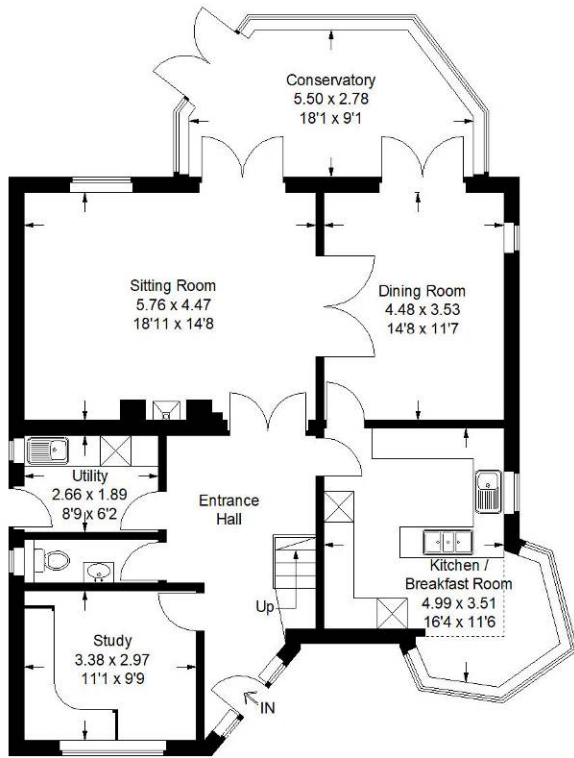 Conservatory
5.50 x 2.78
18'1 x 9'1
Sitting Room
5.76 x 4.47
18'11 x 14'8
Dining Room
4.48 x 3.53
14'8 x 11'7
Utility
2.66 x 1.89
8'9 x 6'2
Entrance
Hall
Kitchen /
Breakfast Room
4.99 x 3.51
16'4 x 11'6
Up
Study
3.38 x 2.97
11'1 x 9'9
IN